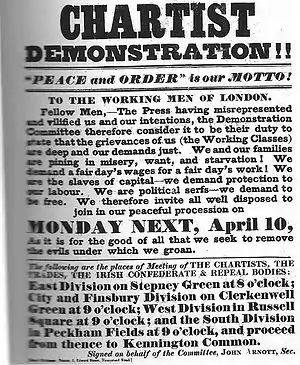 CHARTIST
DEMONSTRATION!!
"PEACE and ORDER" is our MOTTO!
TO THE WORKING MEN OF LONDON.
Fellow Men,—The Press having misrepresented
and vilified us and our intentions, the Demonstration
Committee therefore consider it to be their duty to
state that the grievances of us (the Working Classes)
are deep and our demands just. We and our families
are pining in misery, want, and starvation! We
demand a fair day's wages for a fair day's work! We
are the slaves of capital—we demand protection to
our labour. We are political serfs—we demand to
be free. We therefore invite all well disposed to
join in our peaceful procession on
MONDAY NEXT, April 10,
As it is for the good of all that we seek to remove
the evils under which we groan.
The following are the places of Meeting of THE CHARTISTS, THE
TRADES, THE IRISH CONFEDERATE & REPEAL BODIES:
East Division on Stepney Green at 8 o'clock;
City and Finsbury Division on Clerkenwell
Green at 9 o'clock; West Division in Russell
Square at 9 o'clock; and the South Division
in Peckham Fields at 9 o'clock, and proceed
from thence to Kennington Common.
Signed on behalf of the Committee, JOHN ARNOTT, Sec.